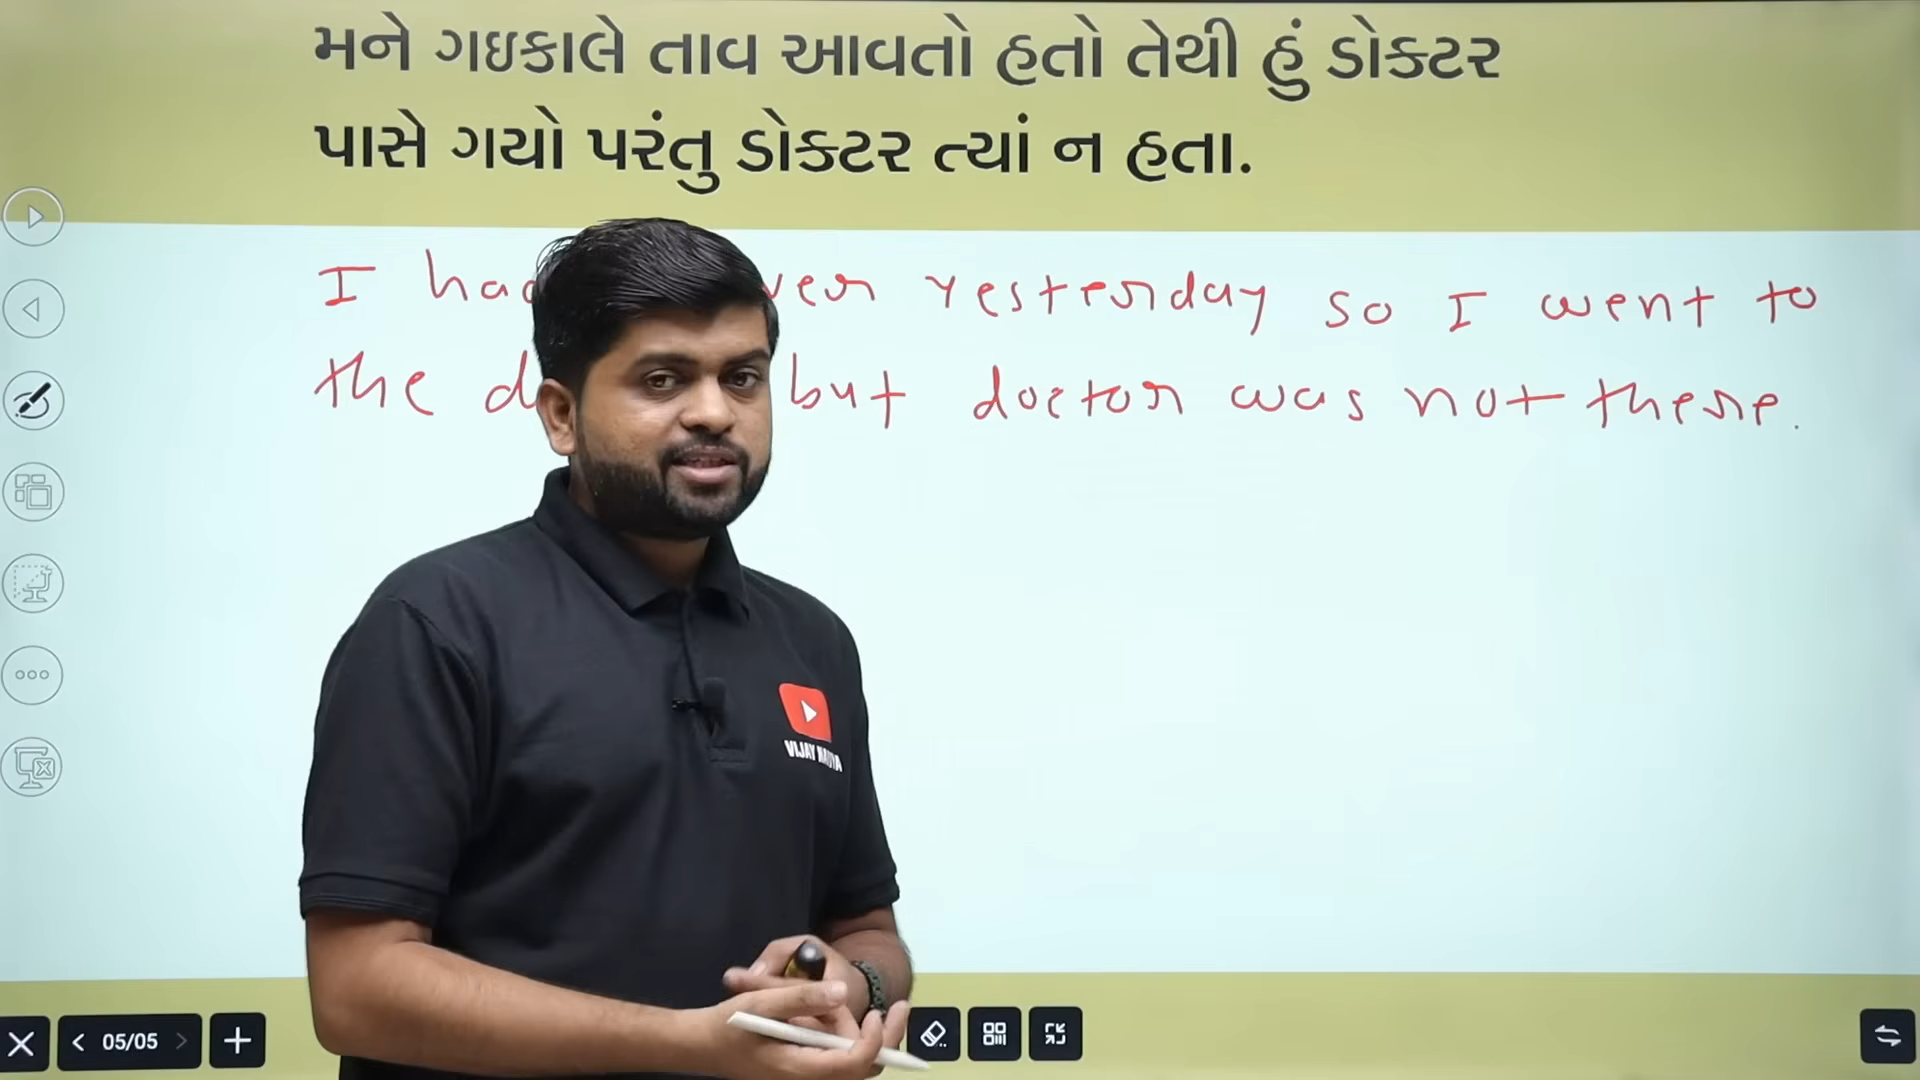 મને ગઇકાલે તાવ આવતો હતો તેથી હું ડોક્ટર
પાસે ગયો પરંતુ ડોક્ટર ત્યાં ન હતા.
I yesterday so I went to
the but doctor was not there.
VIJAY
05/05